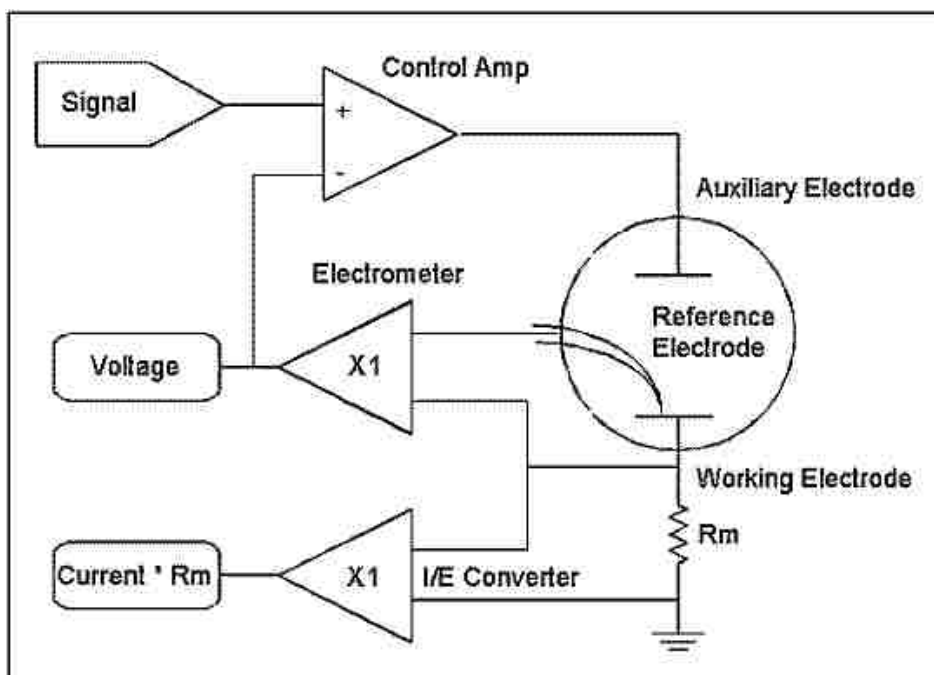 Control Amp
Signal
+
-
Auxiliary Electrode
Electrometer
Reference
Electrode
Voltage
X1
Working Electrode
Rm
Current * Rm
X1
I/E Converter